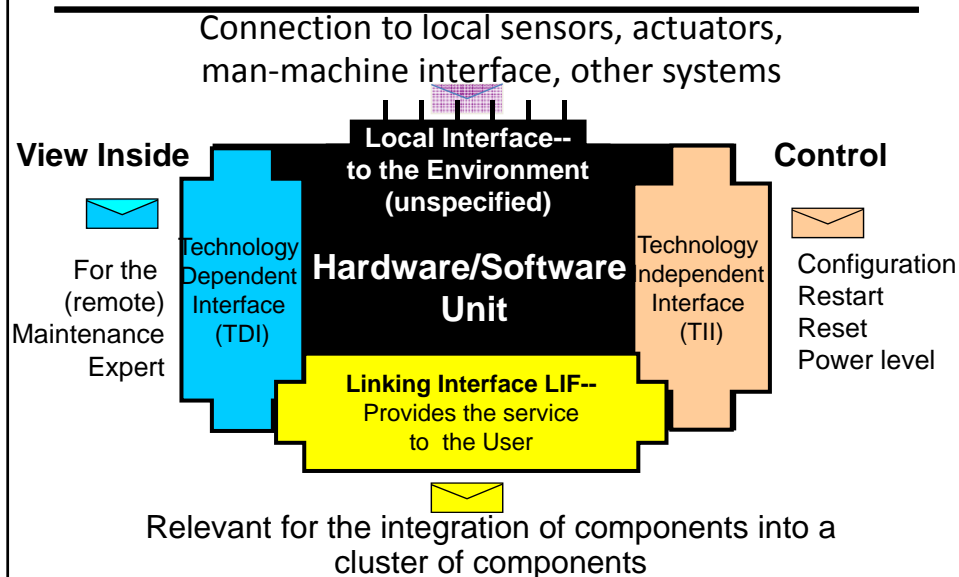 Connection to local sensors, actuators,
man-machine interface, other systems
Local Interface--
to the Environment
(unspecified)
View Inside
Control
For the
(remote)
Maintenance
Expert
Technology
Dependent
Interface
(TDI)
Hardware/Software
Unit
Technology
Independent
Interface
(TII)
Configuration
Restart
Reset
Power level
Linking Interface LIF--
Provides the service
to the User
Relevant for the integration of components into a
cluster of components